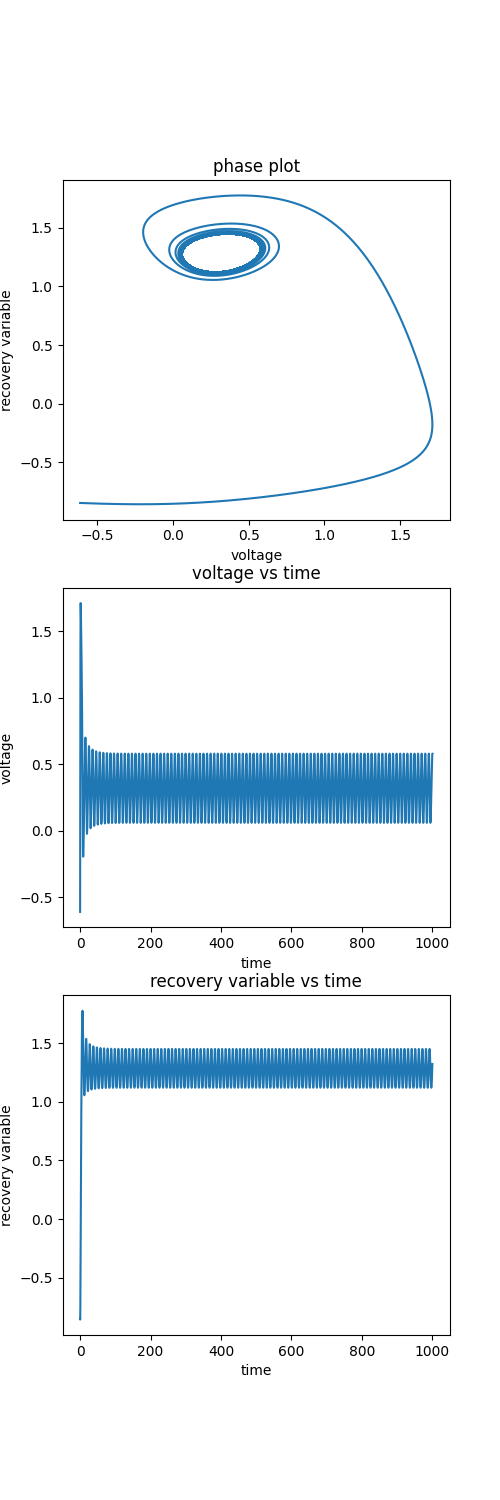 phase plot
recovery variable
1.5
1.0
0.5
0.0
−0.5
−0.5 0.0 0.5 1.0 1.5
voltage
voltage vs time
voltage
1.5
1.0
0.5
0.0
−0.5
0 200 400 600 800 1000
time
recovery variable vs time
recovery variable
1.5
1.0
0.5
0.0
−0.5
0 200 400 600 800 1000
time